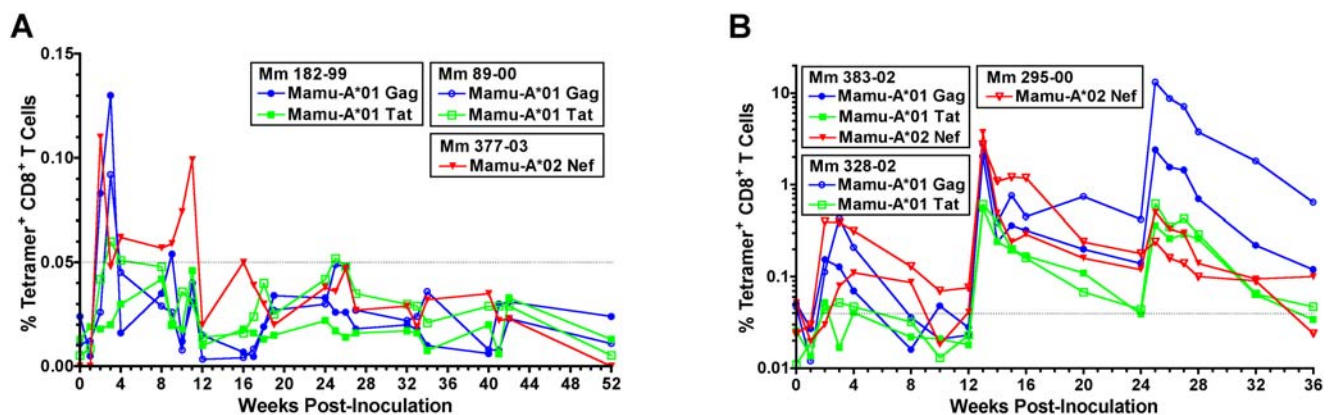 A
% Tetramer+ CD8+ T Cells
0.15
0.10
0.05
0.00
Mm 182-99
Mamu-A*01 Gag
Mamu-A*01 Tat
Mm 89-00
Mamu-A*01 Gag
Mamu-A*01 Tat
Mm 377-03
Mamu-A*02 Nef
0 4 8 12 16 20 24 28 32 36 40 44 48 52
Weeks Post-Inoculation
B
% Tetramer+ CD8+ T Cells
10
1
0.1
0.01
Mm 383-02
Mamu-A*01 Gag
Mamu-A*01 Tat
Mamu-A*02 Nef
Mm 295-00
Mamu-A*02 Nef
Mm 328-02
Mamu-A*01 Gag
Mamu-A*01 Tat
0 4 8 12 16 20 24 28 32 36
Weeks Post-Inoculation